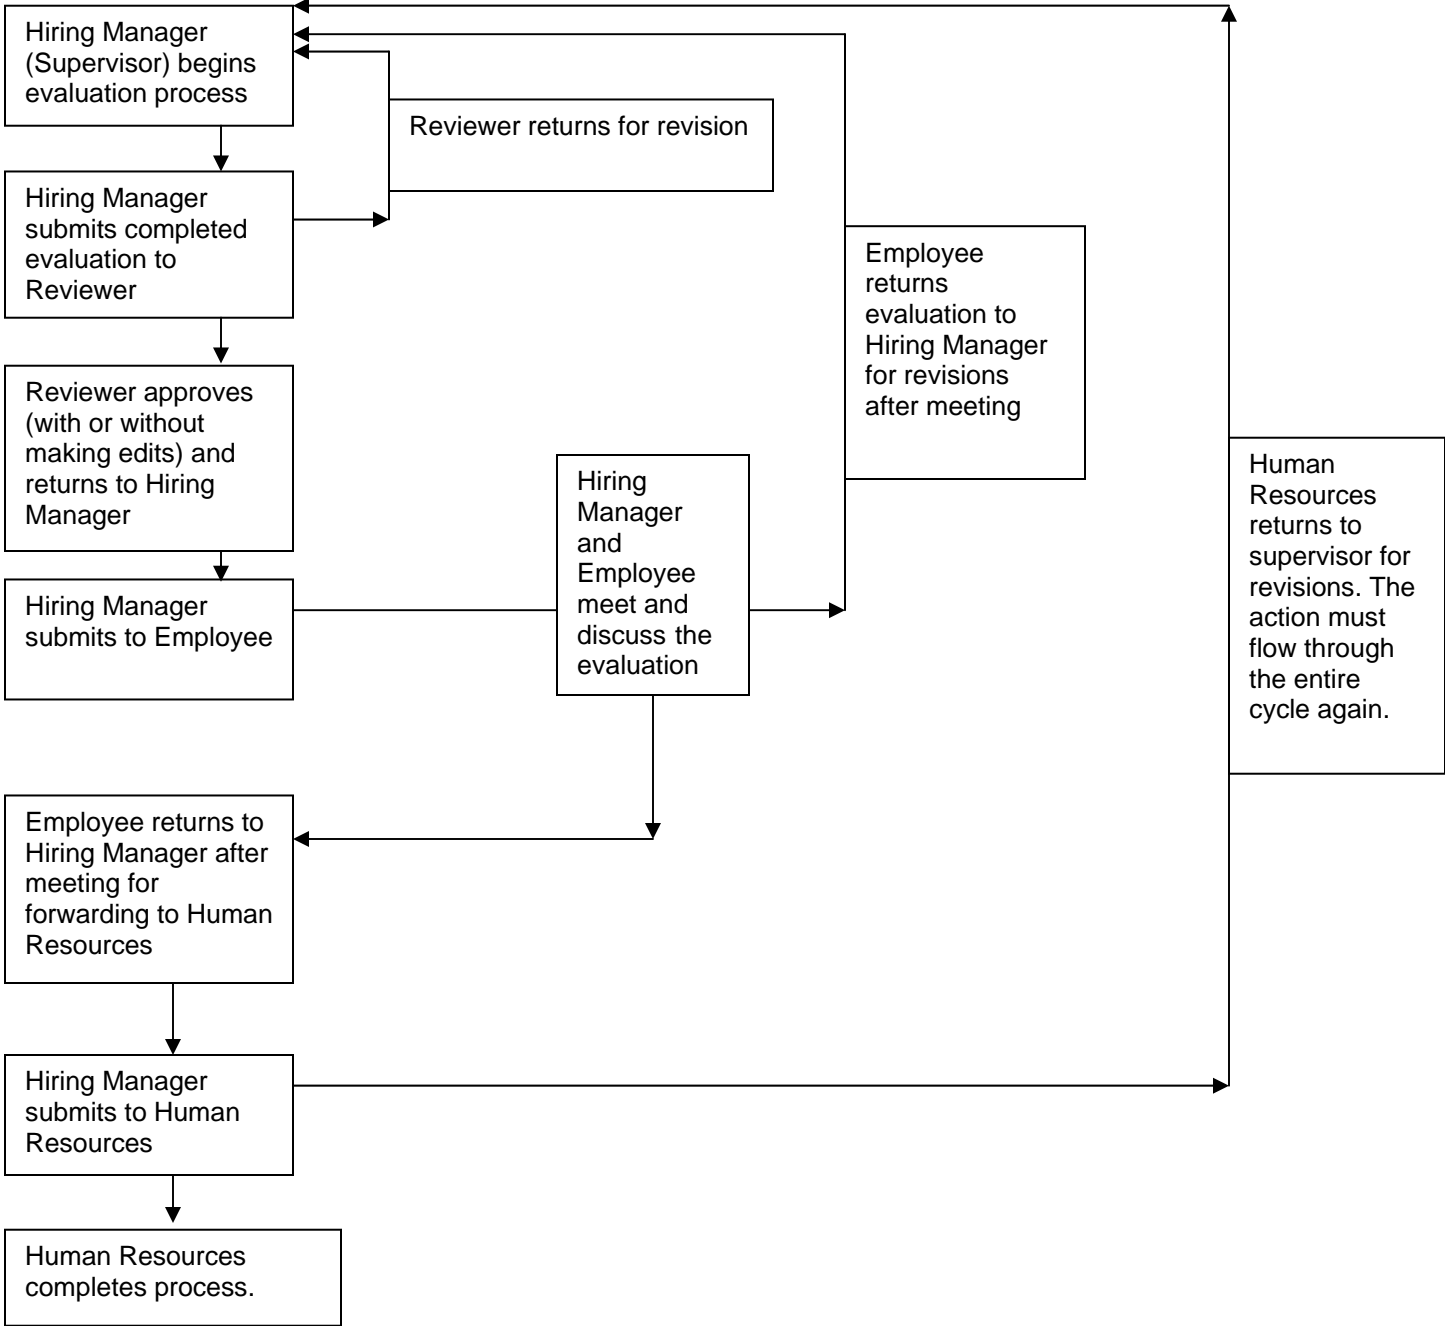 Hiring Manager
(Supervisor) begins
evaluation process
Reviewer returns for revision
Hiring Manager
submits completed
evaluation to
Reviewer
Employee
returns
evaluation to
Hiring Manager
for revisions
after meeting
Reviewer approves
(with or without
making edits) and
returns to Hiring
Manager
Hiring
Manager
and
Employee
meet and
discuss the
evaluation
Human
Resources
returns to
supervisor for
revisions. The
action must
flow through
the entire
cycle again.
Hiring Manager
submits to Employee
Employee returns to
Hiring Manager after
meeting for
forwarding to Human
Resources
Hiring Manager
submits to Human
Resources
Human Resources
completes process.